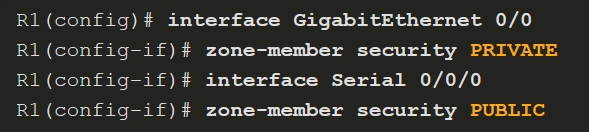 R1(config)# interface GigabitEthernet 0/0
R1(config-if)# zone-member security PRIVATE
R1(config-if)# interface Serial 0/0/0
R1(config-if)# zone-member security PUBLIC